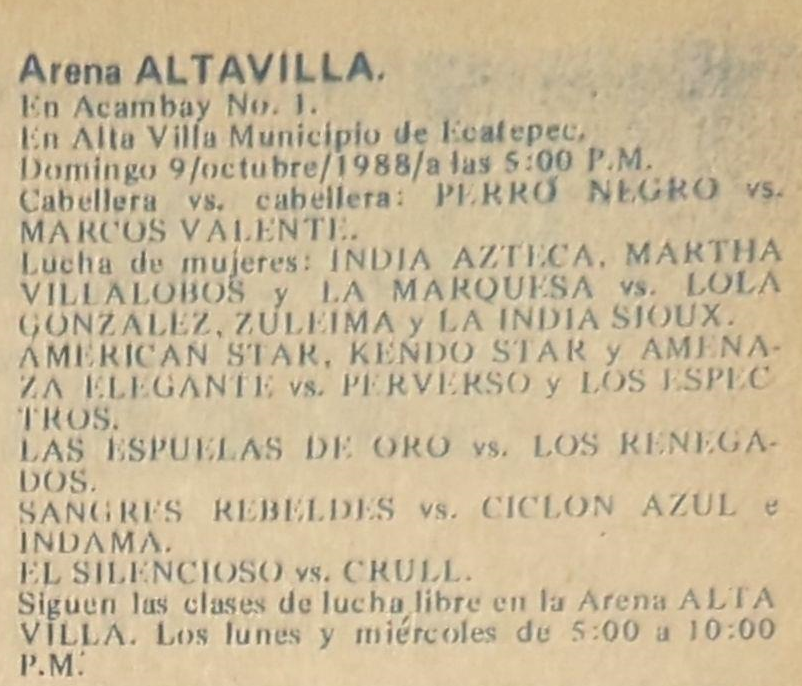 Arena ALTAVILLA.
En Acambay No. 1.
En Alta Villa Municipio de Ecatepec.
Domingo 9/octubre/1988/a las 5:00 P.M.
Cabellera vs. cabellera: PERRO NEGRO vs.
MARCOS VALENTE.
Lucha de mujeres: INDIA AZTECA, MARTHA
VILLALOBOS y LA MARQUESA vs. LOLA
GONZALEZ, ZULEIMA y LA INDIA SIOUX.
AMERICAN STAR, KENDO STAR y AMENA-
ZA ELEGANTE vs. PERVERSO y LOS ESPEC
TROS.
LAS ESPUELAS DE ORO vs. LOS RENEGA-
DOS.
SANGRES REBELDES vs. CICLON AZUL e
INDAMA.
EL SILENCIOSO vs. CRULL.
Siguen las clases de lucha libre en la Arena ALTA
VILLA. Los lunes y miércoles de 5:00 a 10:00
P.M.